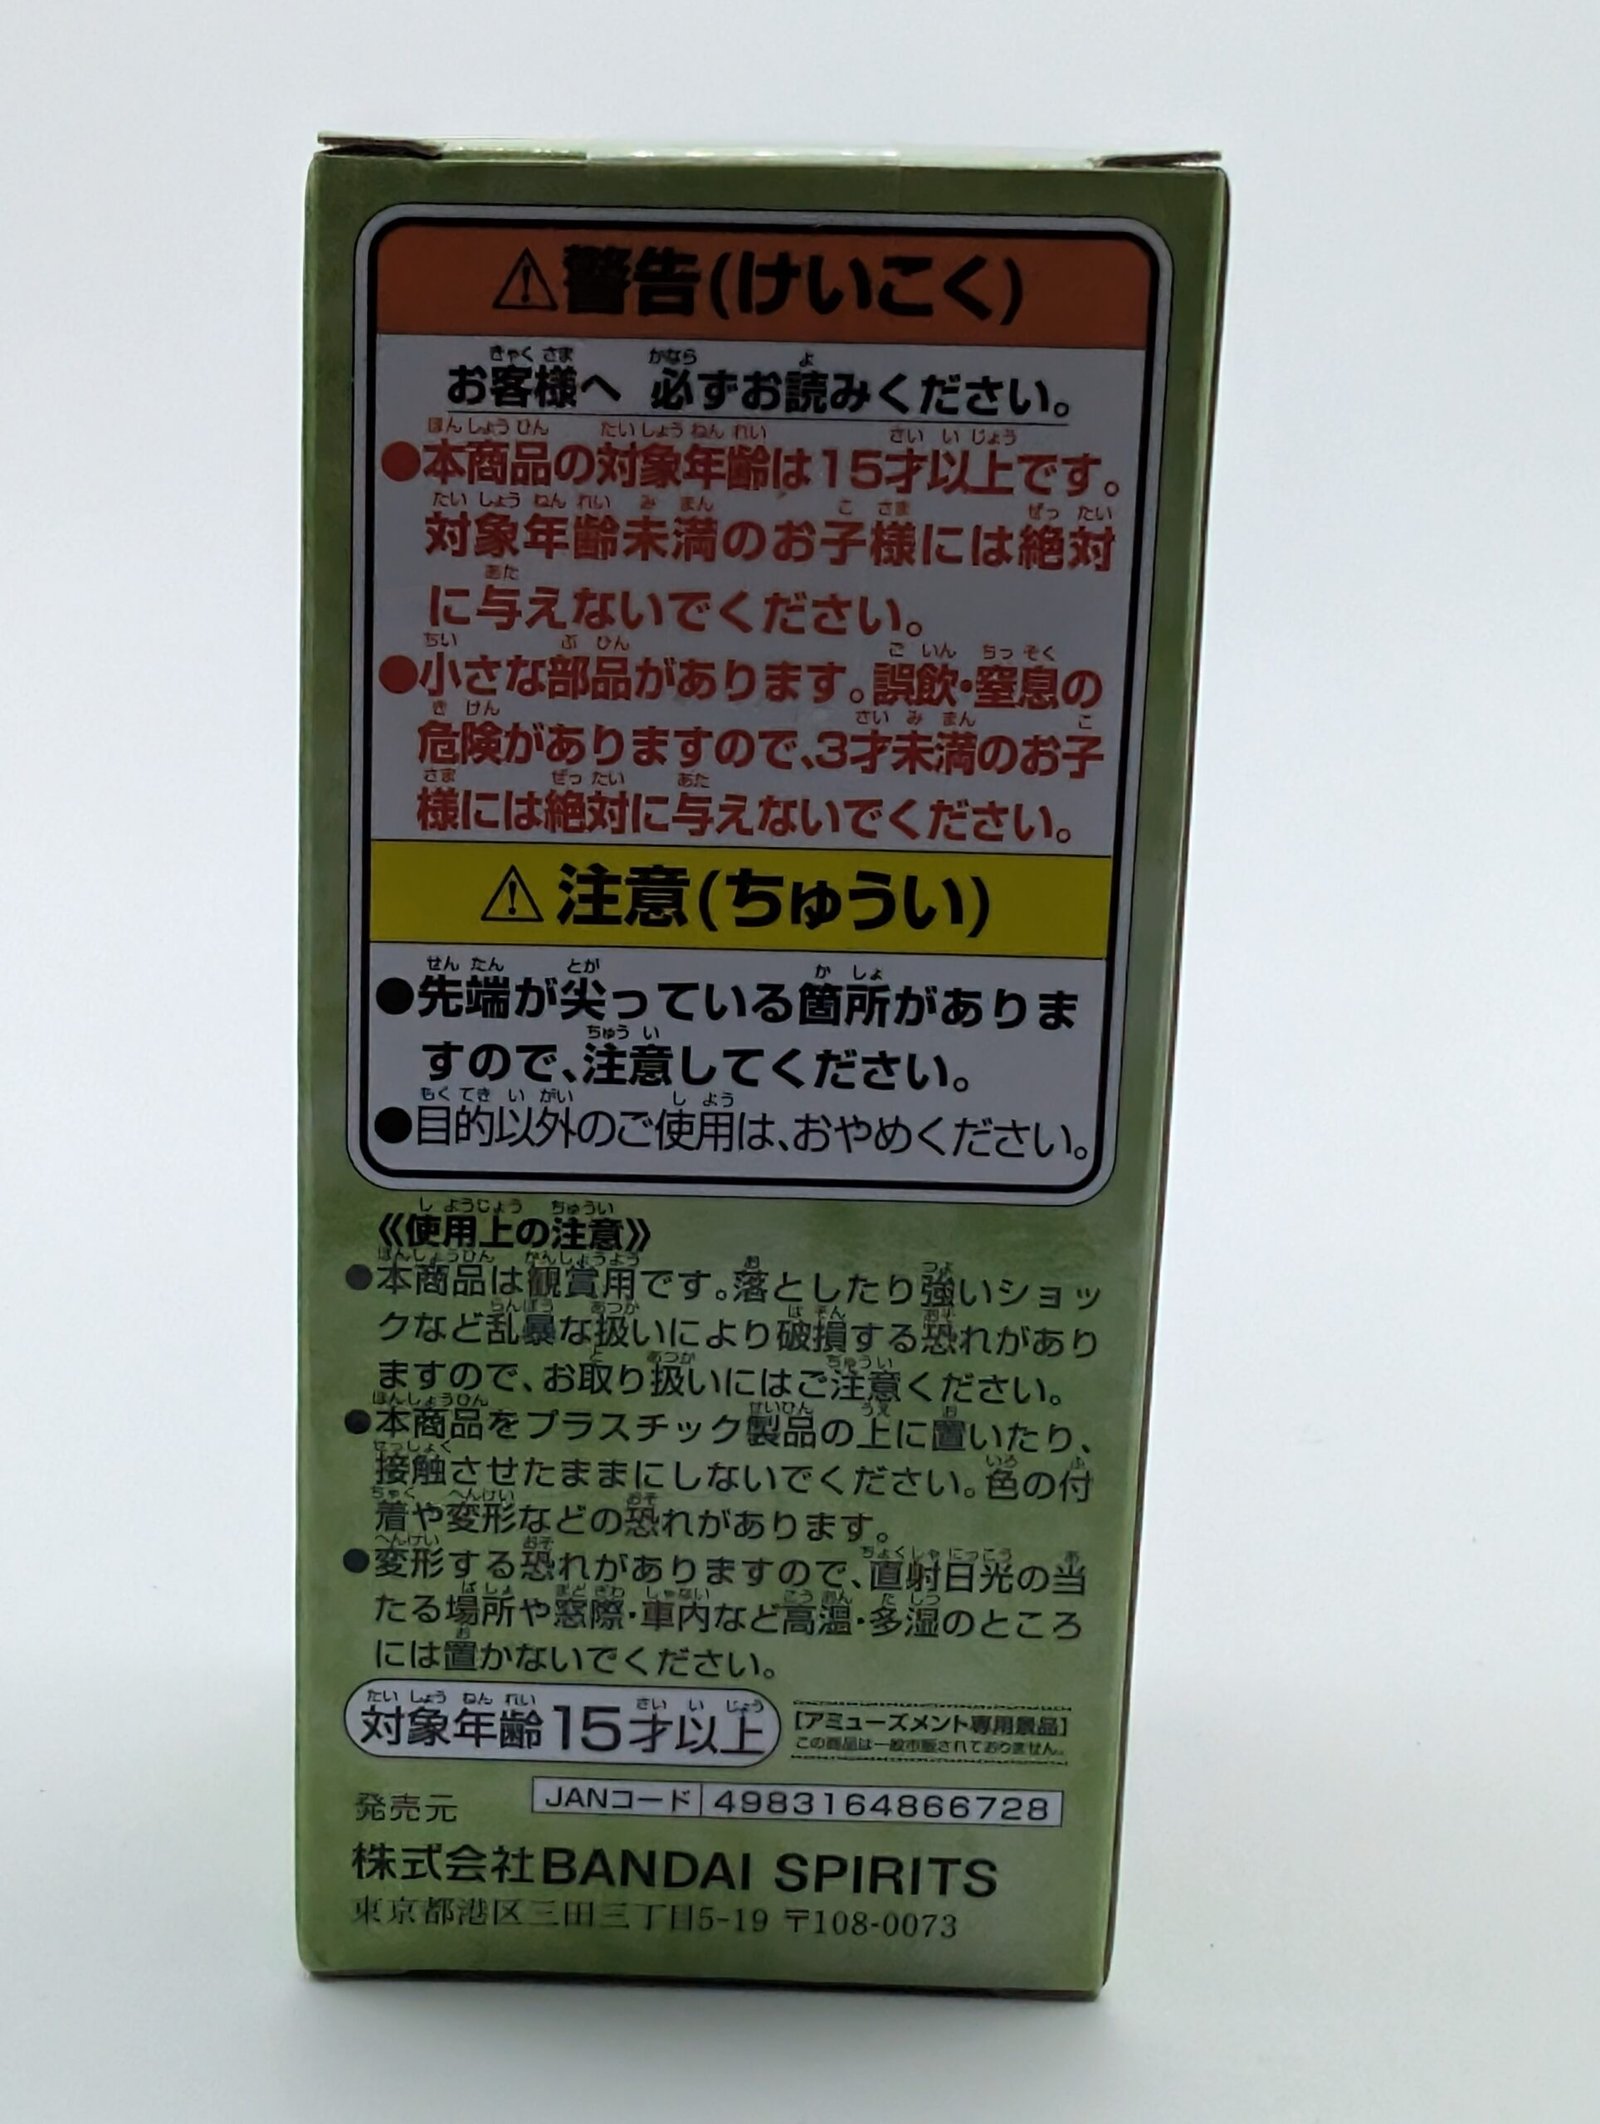 ⚠警告(けいこく)
お客様へ 必ずお読みください。
●本商品の対象年齢は15才以上です。
対象年齢未満のお子様には絶対
に与えないでください。
●小さな部品があります。誤飲・窒息の
危険がありますので、3才未満のお子
様には絶対に与えないでください。
⚠注意(ちゅうい)
●先端が尖っている箇所がありま
すので、注意してください。
●目的以外のご使用は、おやめください。
《使用上の注意》
●本商品は観賞用です。落としたり強いショッ
クなど乱暴な扱いにより破損する恐れがあり
ますので、お取り扱いにはご注意ください。
●本商品をプラスチック製品の上に置いたり、
接触させたままにしないでください。色の付
着や変形などの恐れがあります。
●変形する恐れがありますので、直射日光の当
たる場所や窓際・車内など高温・多湿のところ
には置かないでください。
対象年齢15才以上
[アミューズメント専用景品]
この商品は一般市販されておりません。
発売元
JANコード 4983164866728
株式会社BANDAI SPIRITS
東京都港区三田三丁目5-19 〒108-0073